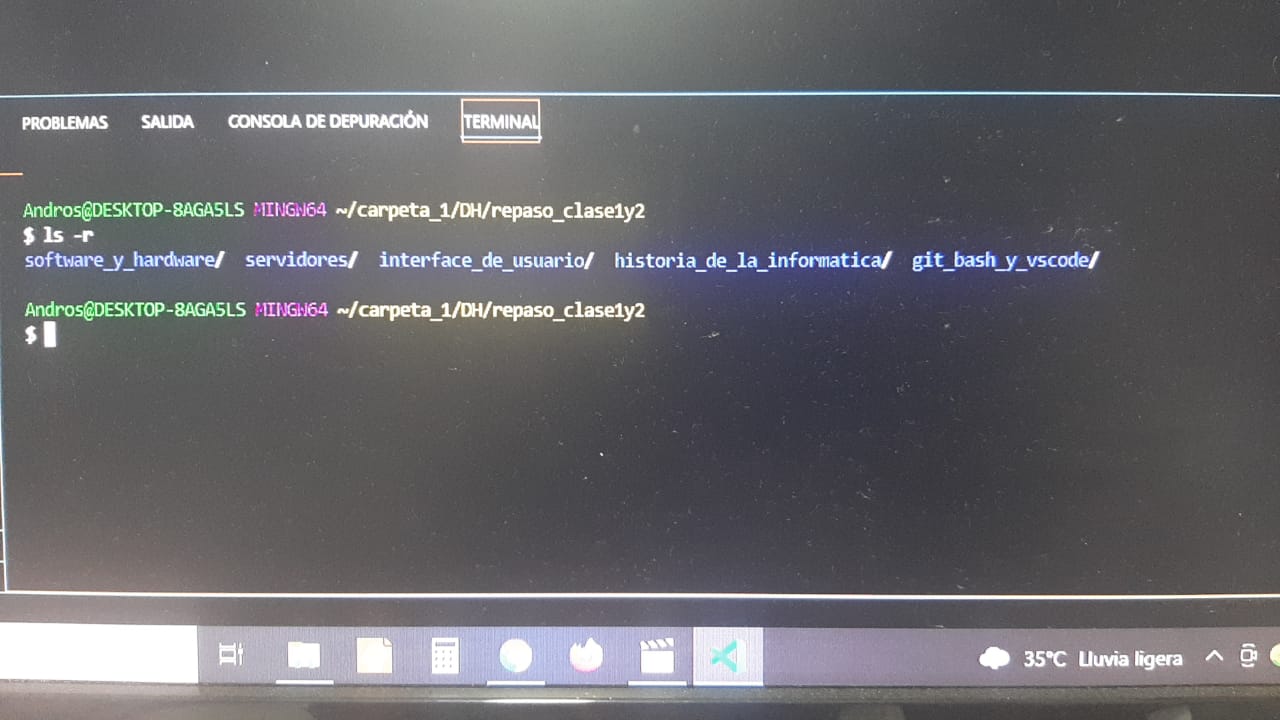 PROBLEMAS SALIDA CONSOLA DE DEPURACIÓN TERMINAL
Andros@DESKTOP-8AGA5LS MINGW64 ~/carpeta_1/DH/repaso_clase1y2
$ ls -r
software_y_hardware/ servidores/ interface_de_usuario/ historia_de_la_informatica/ git_bash_y_vscode/
Andros@DESKTOP-8AGA5LS MINGW64 ~/carpeta_1/DH/repaso_clase1y2
$
35°C Lluvia ligera